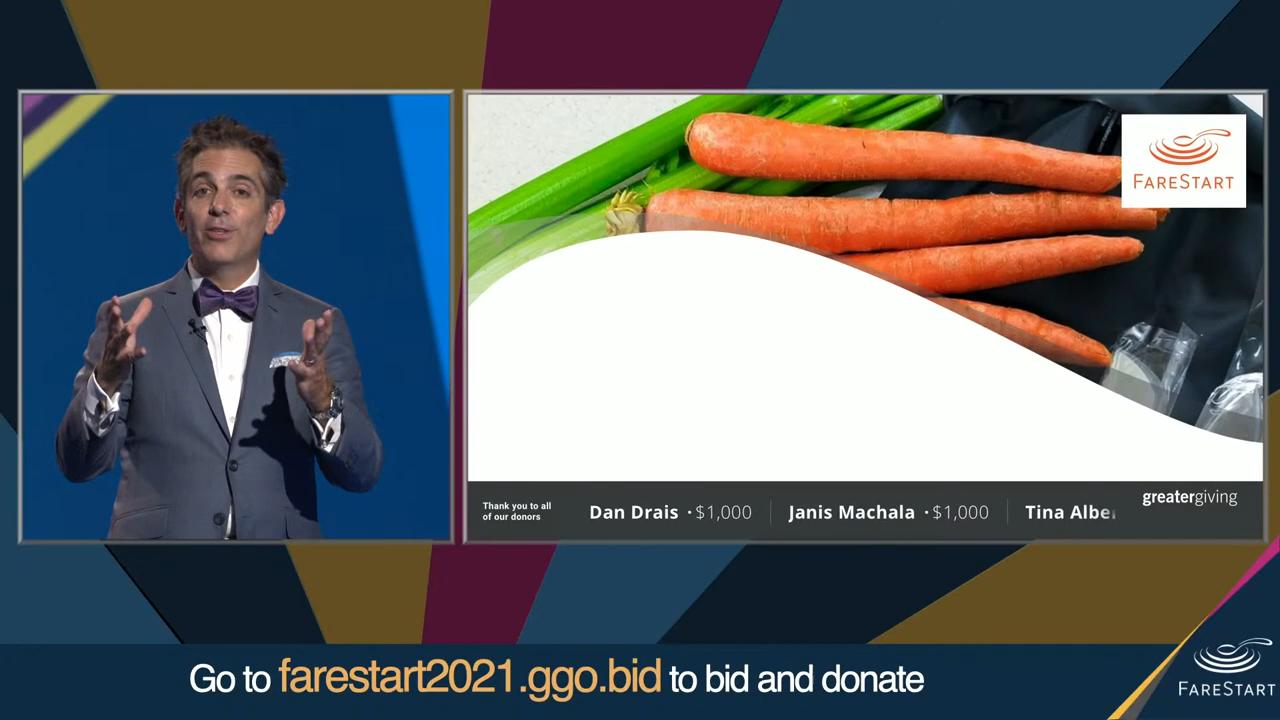 FARESTART
Thank you to all
of our donors
Dan Drais · $1,000
Janis Machala · $1,000
Tina
greatergiving
Go to farestart2021.ggo.bid to bid and donate
FARESTART